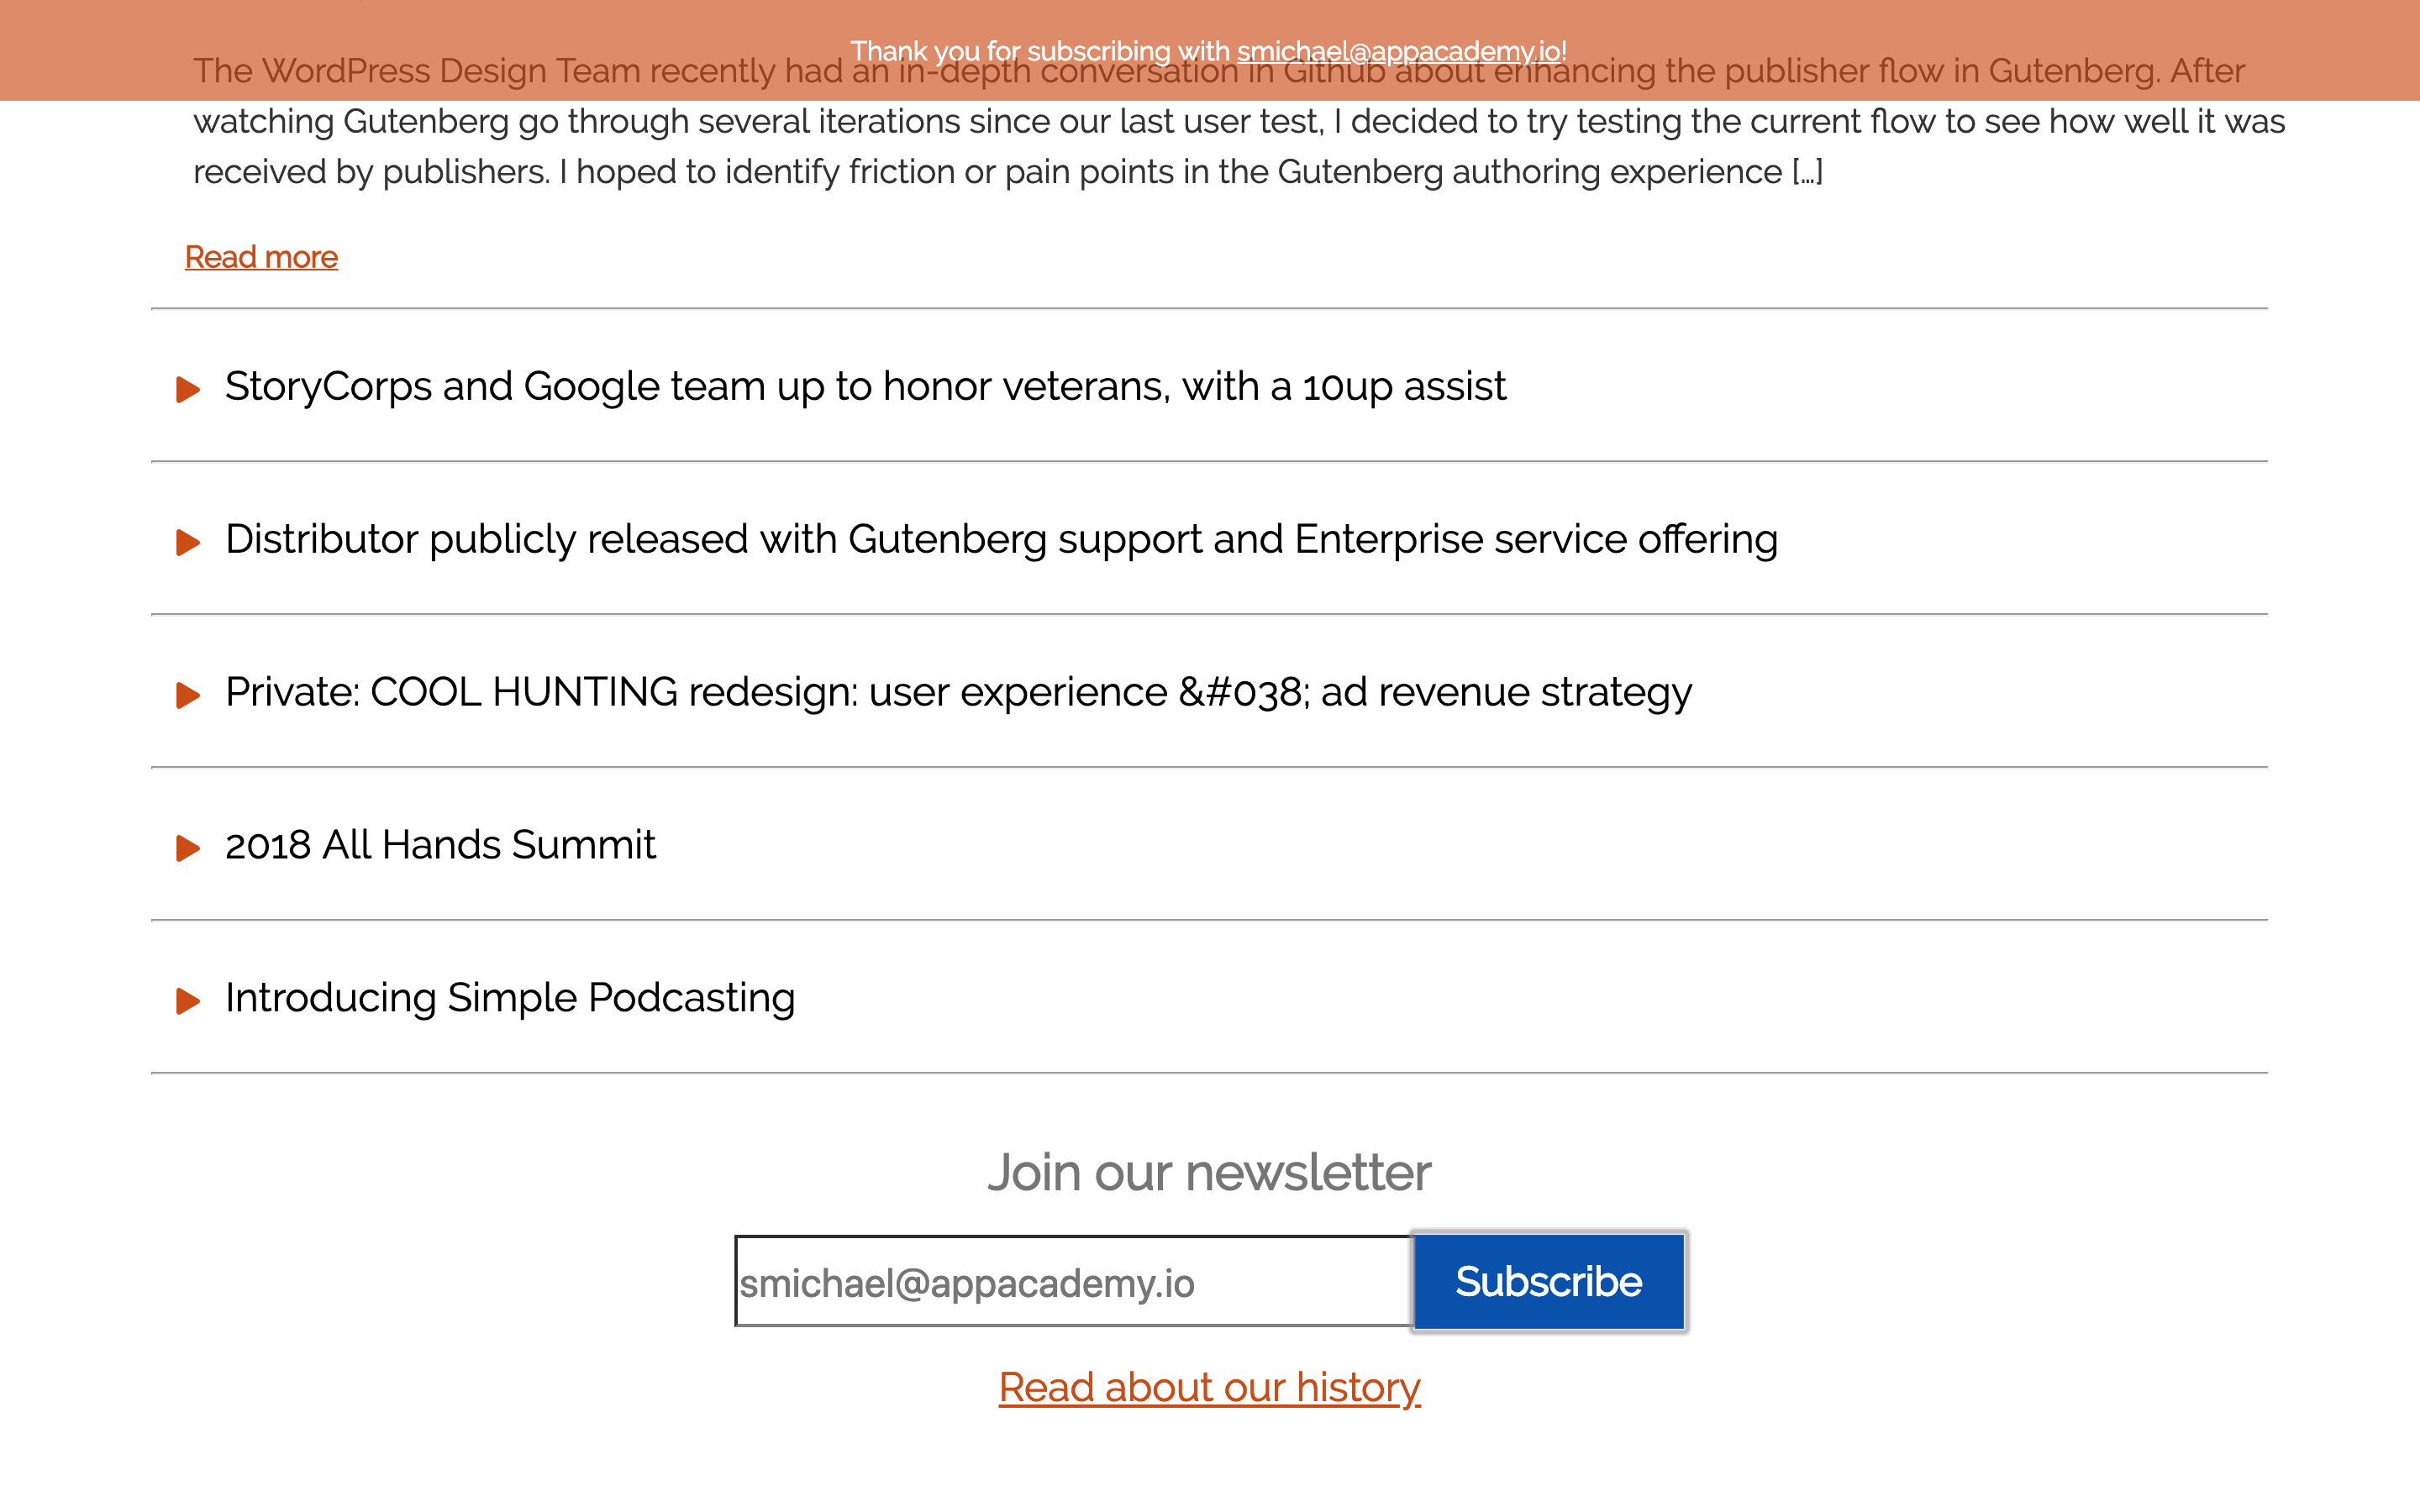 Thank you for subscribing with smichael@appacademy.io!
The WordPress Design Team recently had an in-depth conversation in Github about enhancing the publisher flow in Gutenberg. After
watching Gutenberg go through several iterations since our last user test, I decided to try testing the current flow to see how well it was
received by publishers. I hoped to identify friction or pain points in the Gutenberg authoring experience [...]
Read more
StoryCorps and Google team up to honor veterans, with a 10up assist
Distributor publicly released with Gutenberg support and Enterprise service offering
Private: COOL HUNTING redesign: user experience &#038; ad revenue strategy
2018 All Hands Summit
Introducing Simple Podcasting
Join our newsletter
smichael@appacademy.io
Subscribe
Read about our history